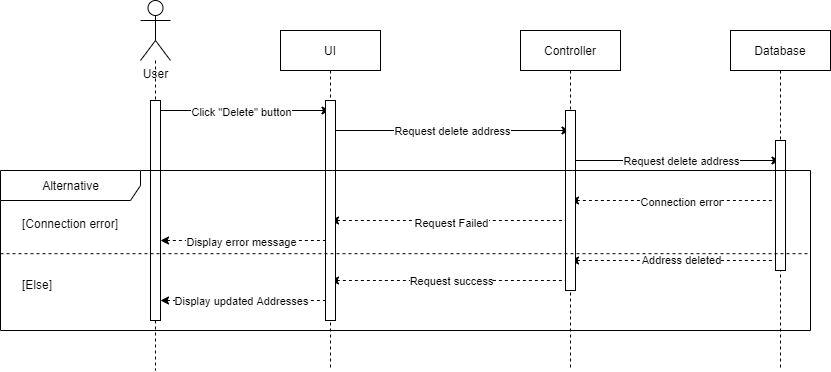 User
UI
Controller
Database
Click "Delete" button
Request delete address
Request delete address
Alternative
Connection error
[Connection error]
Request Failed
Display error message
Address deleted
[Else]
Request success
Display updated Addresses